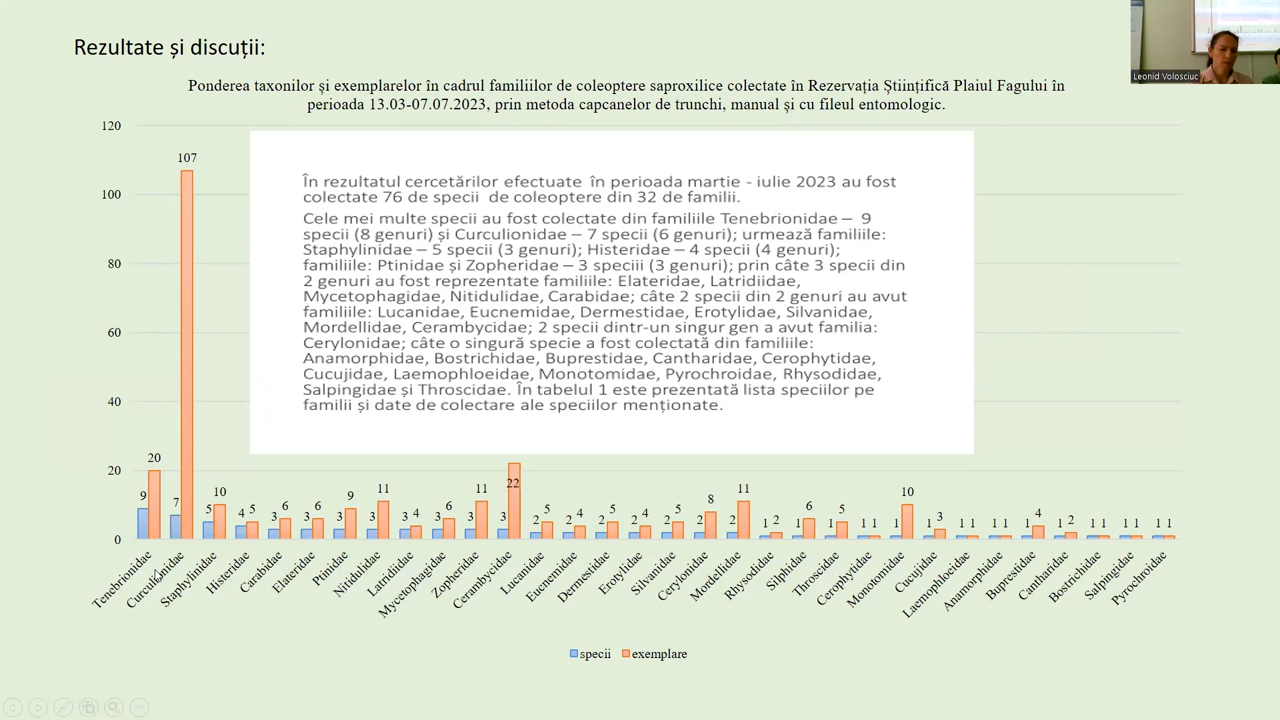 Rezultate și discuții:
Leonid Volosciuc
Ponderea taxonilor și exemplarelor în cadrul familiilor de coleoptere saproxilice colectate în Rezervația Științifică Plaiul Fagului în
perioada 13.03-07.07.2023, prin metoda capcanelor de trunchi, manual și cu fileul entomologic.
În rezultatul cercetărilor efectuate în perioada martie - iulie 2023 au fost
colectate 76 de specii de coleoptere din 32 de familii.
Cele mei multe specii au fost colectate din familiile Tenebrionidae – 9
specii (8 genuri) și Curculionidae – 7 specii (6 genuri); urmează familiile:
Staphylinidae – 5 specii (3 genuri); Histeridae – 4 specii (4 genuri);
familiile: Ptinidae și Zopheridae – 3 speciii (3 genuri); prin câte 3 specii din
2 genuri au fost reprezentate familiile: Elateridae, Latridiidae,
Mycetophagidae, Nitidulidae, Carabidae; câte 2 specii din 2 genuri au avut
familiile: Lucanidae, Eucnemidae, Dermestidae, Erotylidae, Silvanidae,
Mordellidae, Cerambycidae; 2 specii dintr-un singur gen a avut familia:
Cerylonidae; câte o singură specie a fost colectată din familiile:
Anamorphidae, Bostrichidae, Buprestidae, Cantharidae, Cerophytidae,
Cucujidae, Laemophloeidae, Monotomidae, Pyrochroidae, Rhysodidae,
Salpingidae și Throscidae. În tabelul 1 este prezentată lista speciilor pe
familii și date de colectare ale speciilor menționate.
120
100
80
60
40
20
0
9 20
7 107
5 10
4 5
3 6
3 6
3 9
3 11
3 4
3 6
3 11
3 22
2 5
2 4
2 5
2 4
2 5
2 8
2 11
1 2
1 6
1 5
1 1
1 10
1 3
1 1
1 1
1 4
1 2
1 1
1 1
1 1
Tenebrionidae
Curculionidae
Staphylinidae
Histeridae
Carabidae
Elateridae
Ptinidae
Nitidulidae
Latridiidae
Mycetophagidae
Zopheridae
Cerambycidae
Lucanidae
Eucnemidae
Dermestidae
Erotylidae
Silvanidae
Cerylonidae
Mordellidae
Rhysodidae
Silphidae
Throscidae
Cerophytidae
Monotomidae
Cucujidae
Laemophlocidae
Anamorphidae
Buprestidae
Cantharidae
Bostrichidae
Salpingidae
Pyrochroidae
specii
exemplare